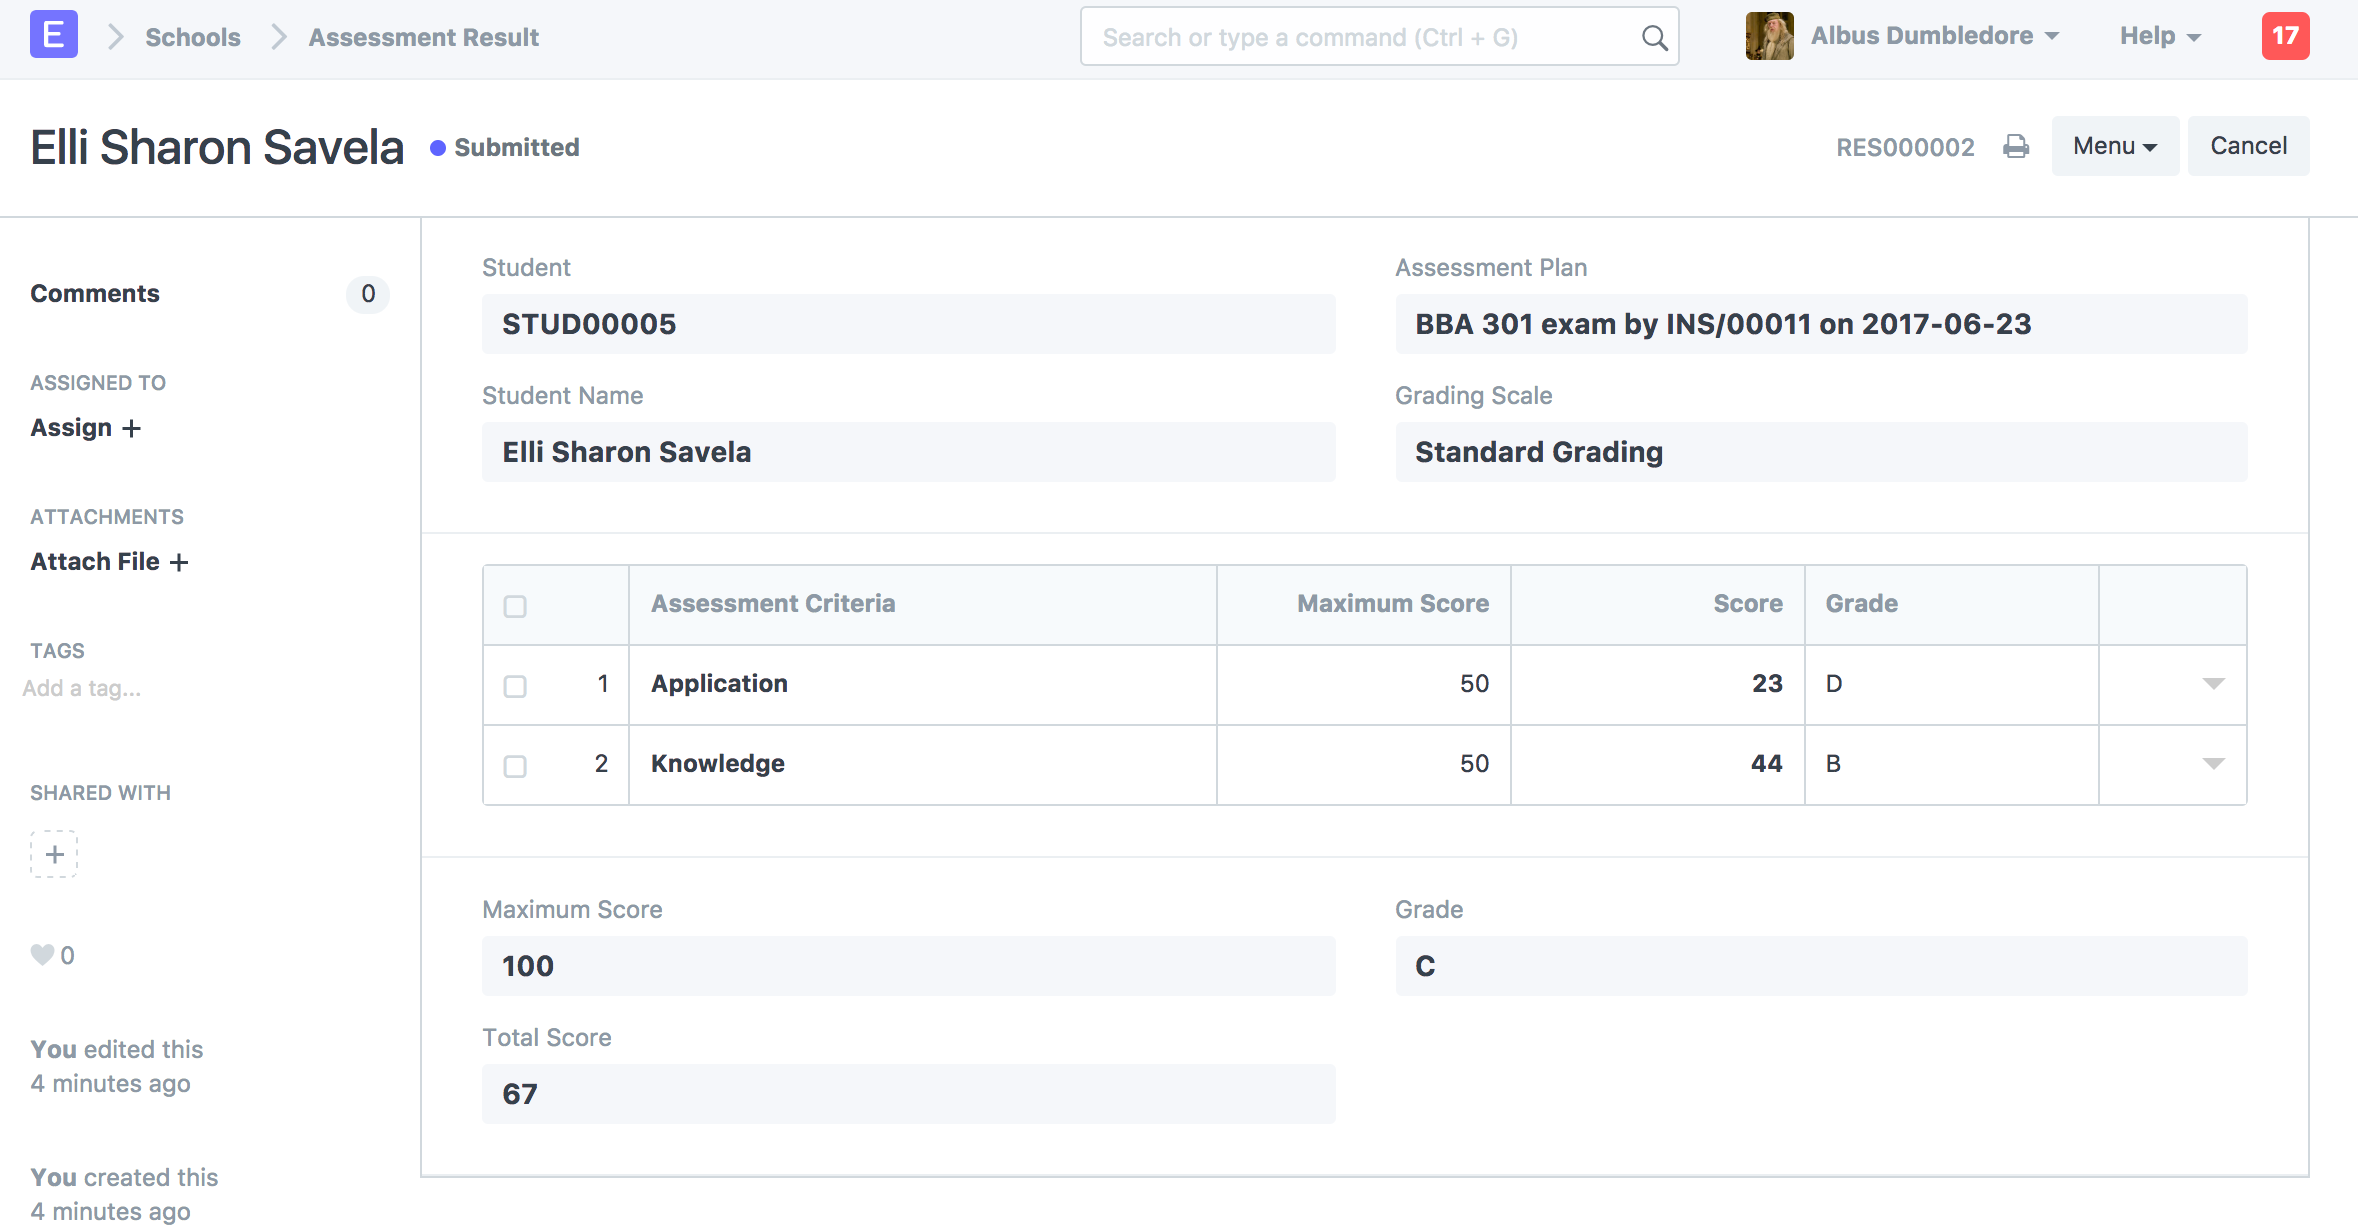 E Schools Assessment Result Search or type a command (Ctrl + G) Albus Dumbledore Help 17
Elli Sharon Savela Submitted RES000002 Menu Cancel
Comments 0
ASSIGNED TO
Assign +
ATTACHMENTS
Attach File +
TAGS
Add a tag...
SHARED WITH
+
0
You edited this
4 minutes ago
You created this
4 minutes ago
Student
STUD00005
Student Name
Elli Sharon Savela
Assessment Plan
BBA 301 exam by INS/00011 on 2017-06-23
Grading Scale
Standard Grading
Assessment Criteria Maximum Score Score Grade
1 Application 50 23 D
2 Knowledge 50 44 B
Maximum Score
100
Total Score
67
Grade
C